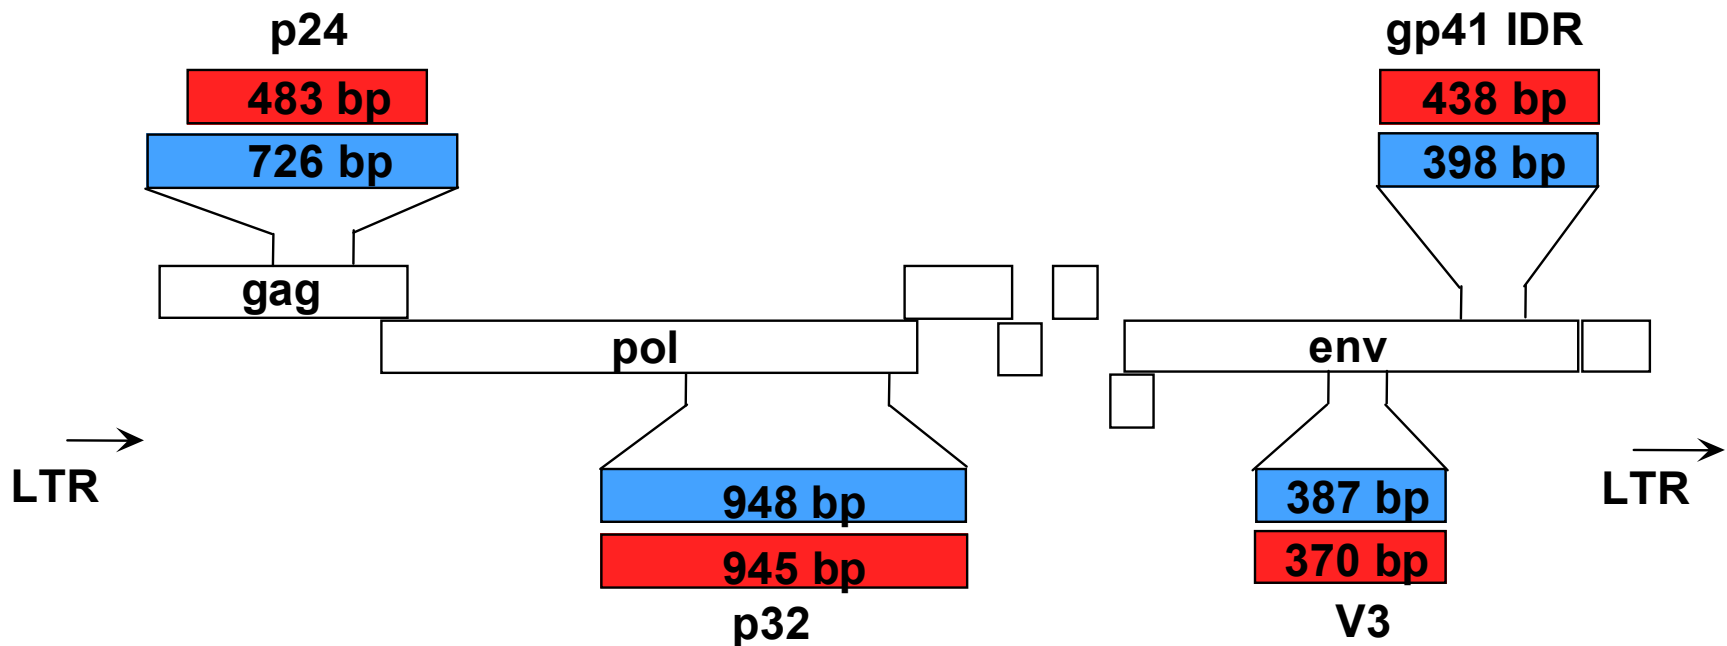 p24
483 bp
726 bp
gp41 IDR
438 bp
398 bp
gag
pol
env
LTR
948 bp
945 bp
p32
387 bp
370 bp
V3
LTR